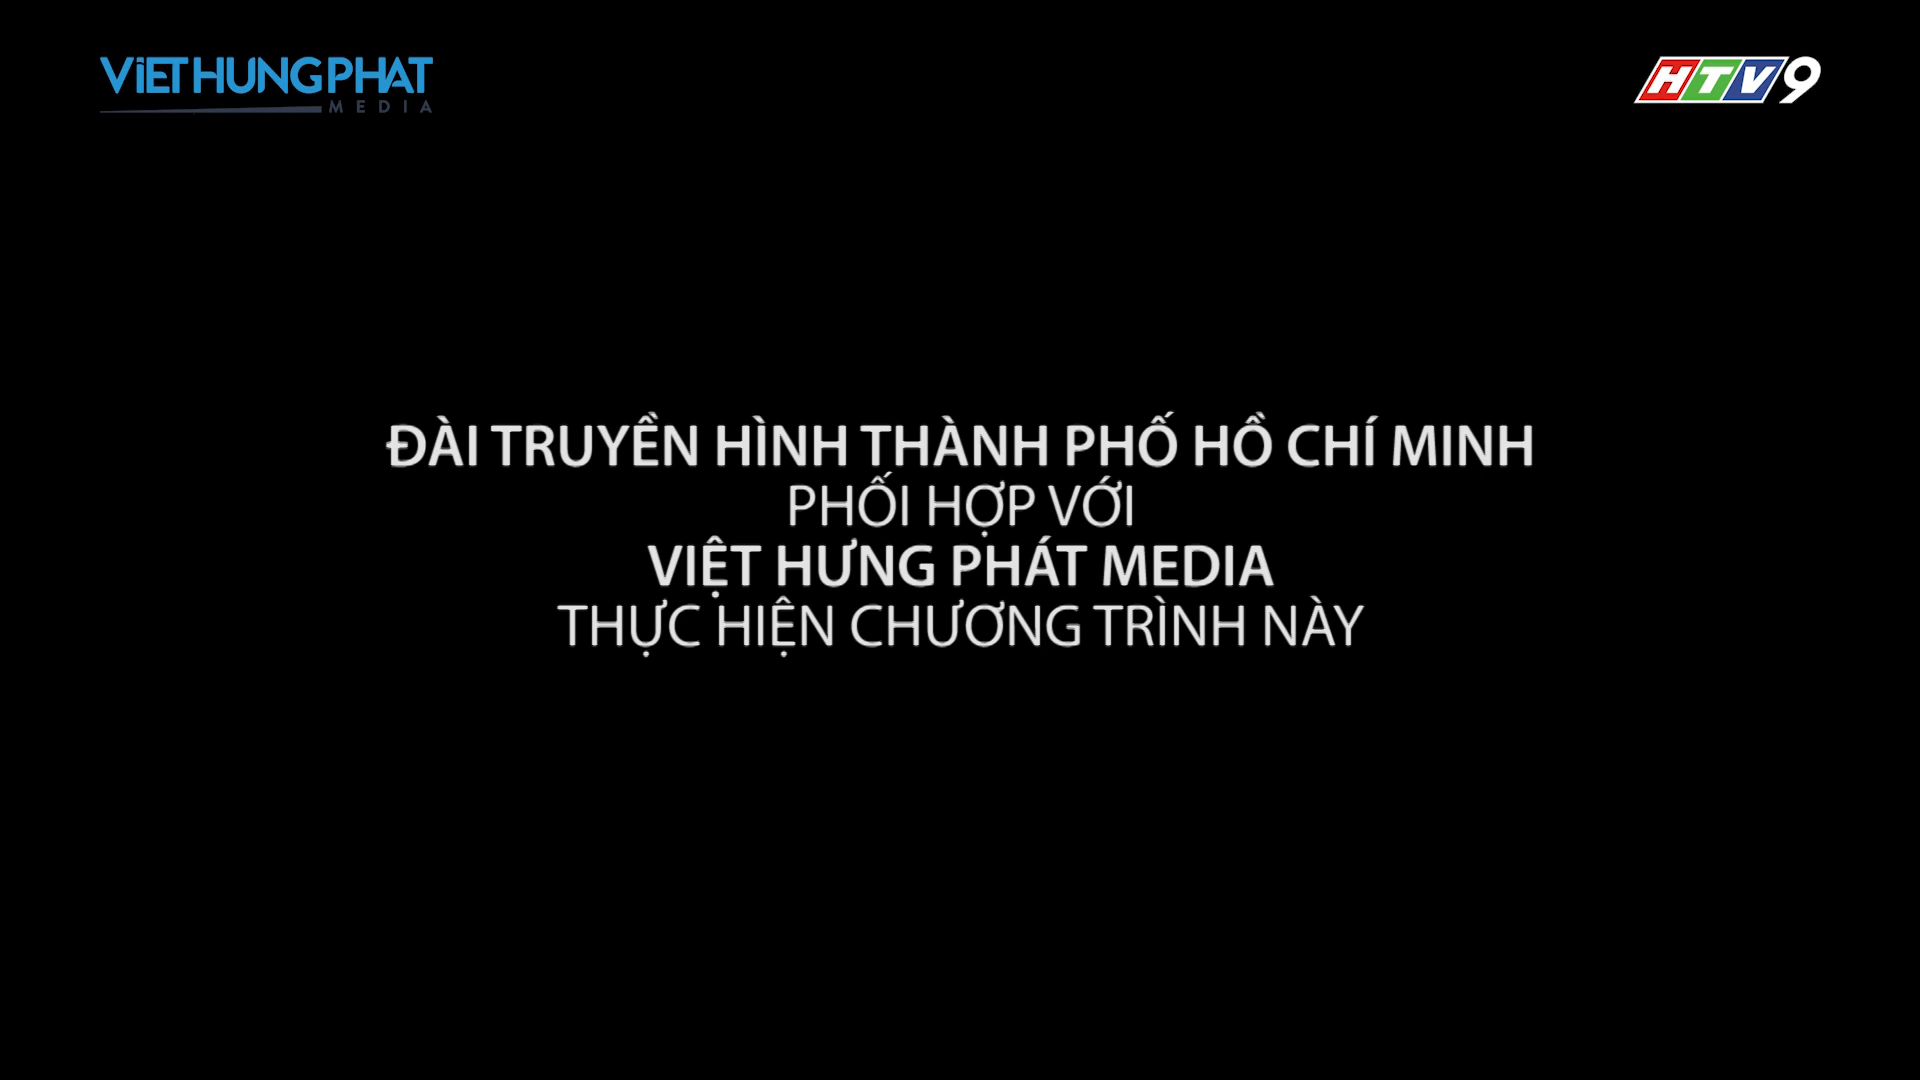 VIETHUNGPHAT
MEDIA
HTV9
ĐÀI TRUYỀN HÌNH THÀNH PHỐ HỒ CHÍ MINH
PHỐI HỢP VỚI
VIỆT HƯNG PHÁT MEDIA
THỰC HIỆN CHƯƠNG TRÌNH NÀY